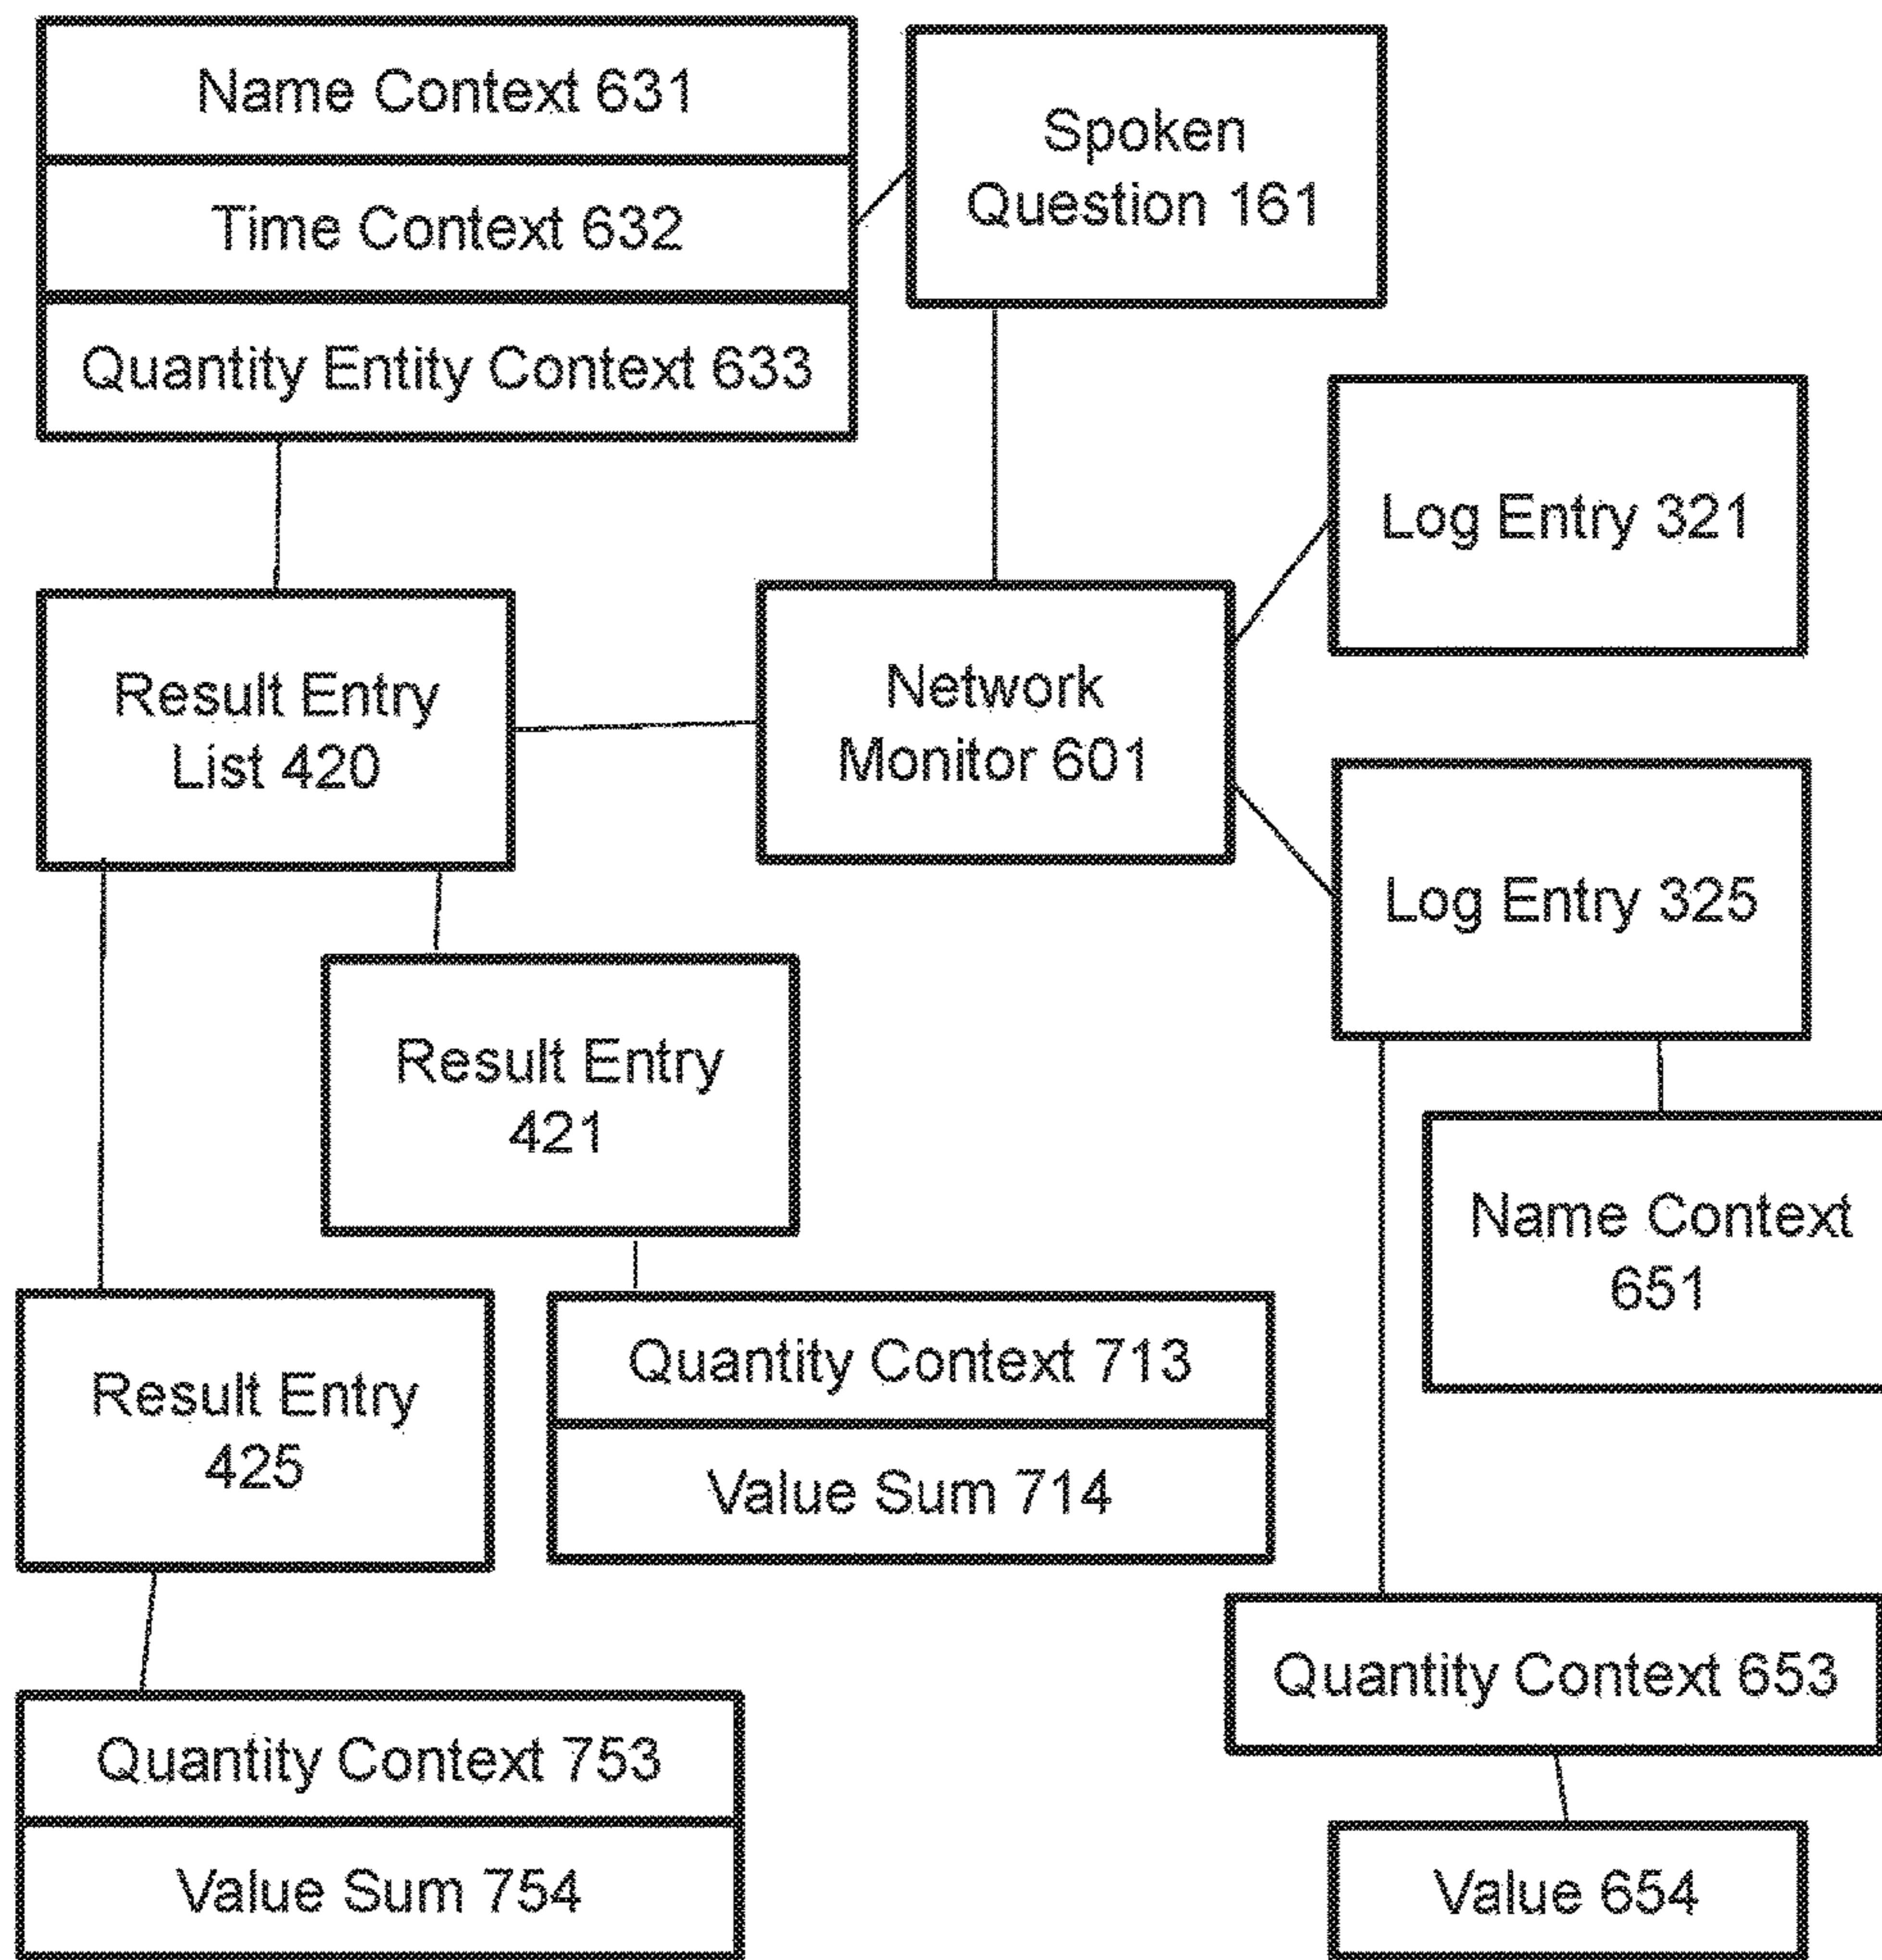 Name Context 631
Time Context 632
Quantity Entity Context 633
Spoken
Question 161
Log Entry 321
Result Entry
List 420
Network
Monitor 601
Log Entry 325
Result Entry
421
Name Context
651
Result Entry
425
Quantity Context 713
Value Sum 714
Quantity Context 653
Value 654
Quantity Context 753
Value Sum 754